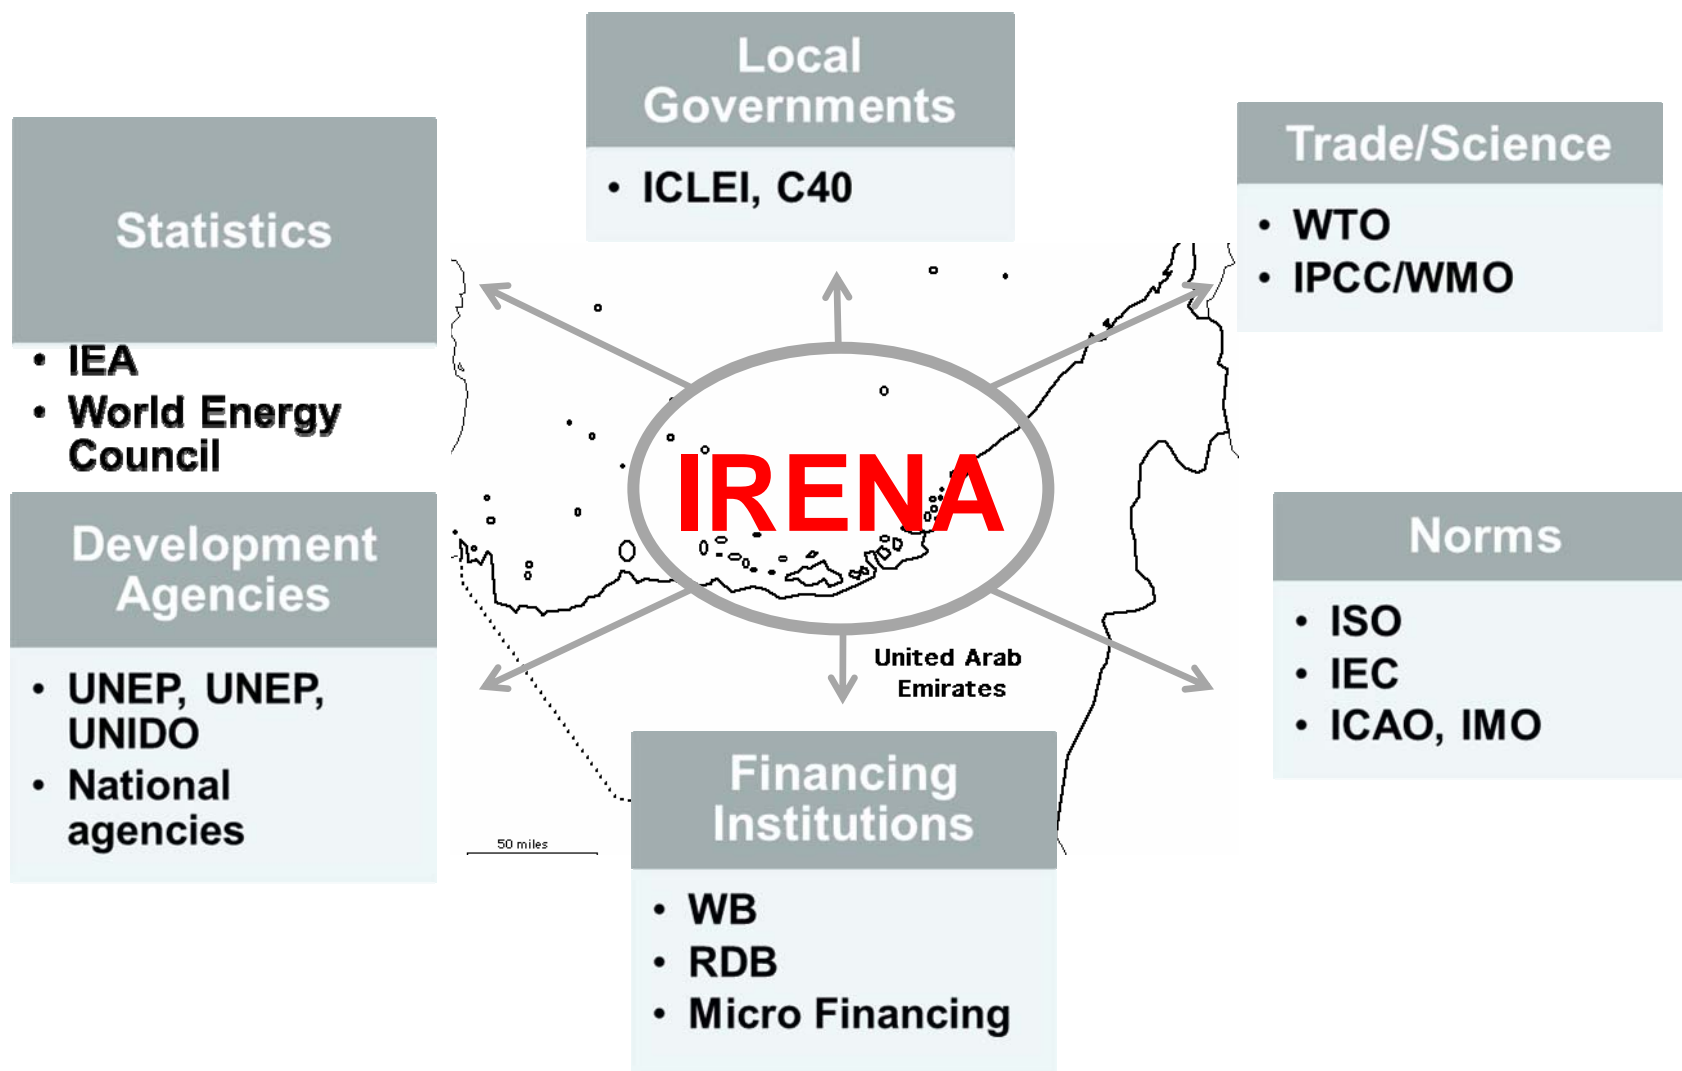 Local
Governments
• ICLEI, C40
Trade/Science
• WTO
• IPCC/WMO
Statistics
• IEA
• World Energy
Council
IRENA
Development
Agencies
• UNEP, UNEP,
UNIDO
• National
agencies
Norms
• ISO
• IEC
• ICAO, IMO
United Arab
Emirates
50 miles
Financing
Institutions
• WB
• RDB
• Micro Financing